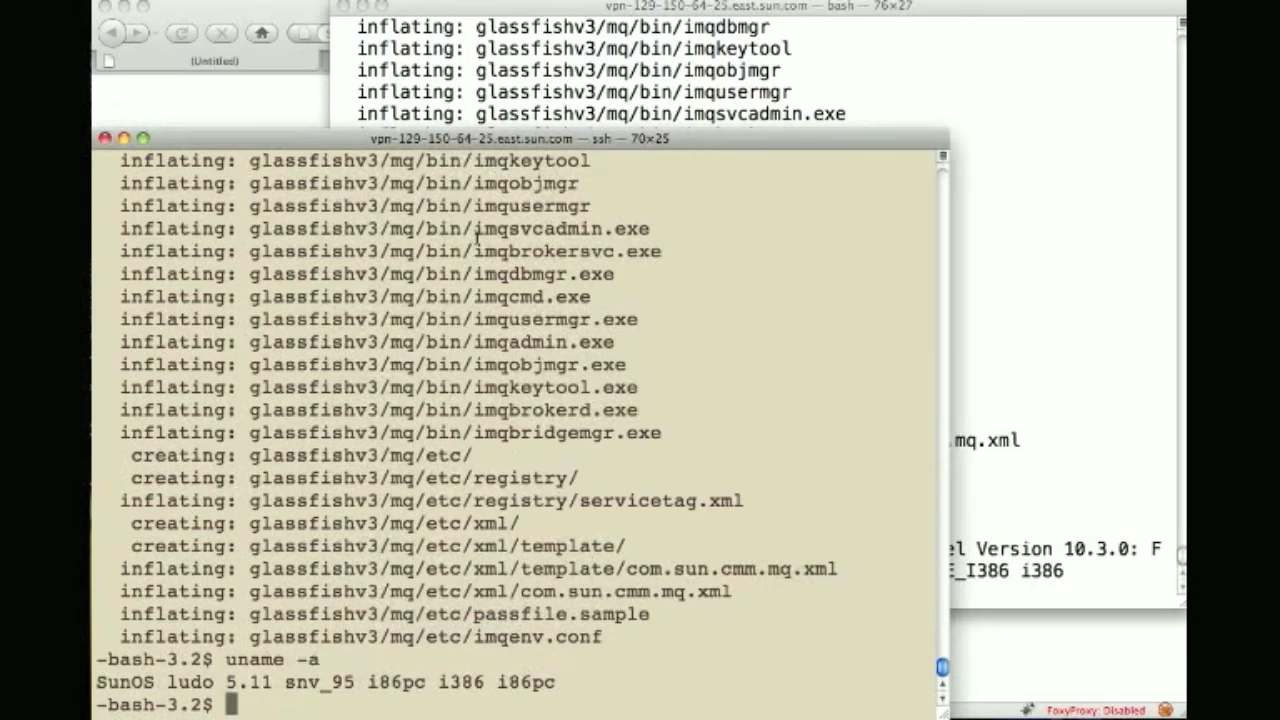 vpn-129-150-64-25.east.sun.com — bash — 76×27
(Untitled)
inflating: glassfishv3/mq/bin/imqdbmgr
inflating: glassfishv3/mq/bin/imqkeytool
inflating: glassfishv3/mq/bin/imqobjmgr
inflating: glassfishv3/mq/bin/imqusermgr
inflating: glassfishv3/mq/bin/imqsvcadmin.exe
mq.xml
el Version 10.3.0: F
E_I386 i386
vpn-129-150-64-25.east.sun.com — ssh — 70×25
inflating: glassfishv3/mq/bin/imqkeytool
inflating: glassfishv3/mq/bin/imqobjmgr
inflating: glassfishv3/mq/bin/imqusermgr
inflating: glassfishv3/mq/bin/imqsvcadmin.exe
inflating: glassfishv3/mq/bin/imqbrokersvc.exe
inflating: glassfishv3/mq/bin/imqdbmgr.exe
inflating: glassfishv3/mq/bin/imqcmd.exe
inflating: glassfishv3/mq/bin/imqusermgr.exe
inflating: glassfishv3/mq/bin/imqadmin.exe
inflating: glassfishv3/mq/bin/imqobjmgr.exe
inflating: glassfishv3/mq/bin/imqkeytool.exe
inflating: glassfishv3/mq/bin/imqbrokerd.exe
inflating: glassfishv3/mq/bin/imqbridgemgr.exe
creating: glassfishv3/mq/etc/
creating: glassfishv3/mq/etc/registry/
inflating: glassfishv3/mq/etc/registry/servicetag.xml
creating: glassfishv3/mq/etc/xml/
creating: glassfishv3/mq/etc/xml/template/
inflating: glassfishv3/mq/etc/xml/template/com.sun.cmm.mq.xml
inflating: glassfishv3/mq/etc/xml/com.sun.cmm.mq.xml
inflating: glassfishv3/mq/etc/passfile.sample
inflating: glassfishv3/mq/etc/imqenv.conf
-bash-3.2$ uname -a
SunOS ludo 5.11 snv_95 i86pc i386 i86pc
-bash-3.2$
FoxyProxy: Disabled